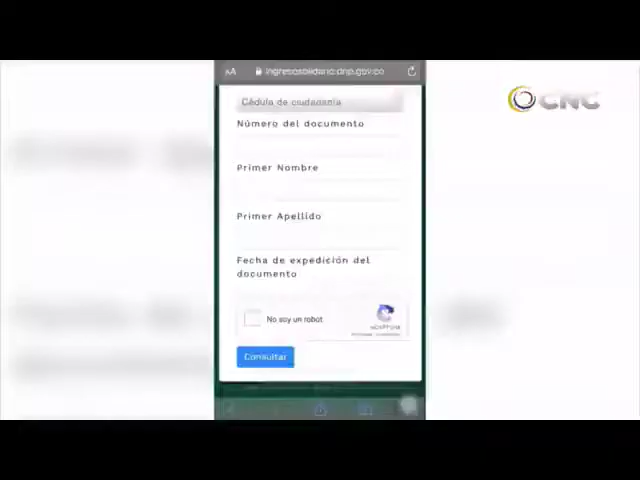 AA ingresosolidario.dnp.gov.co
CNC
Cédula de ciudadanía
Número del documento
Primer Nombre
Primer Apellido
Fecha de expedición del
documento
No soy un robot
reCAPTCHA
Consultar